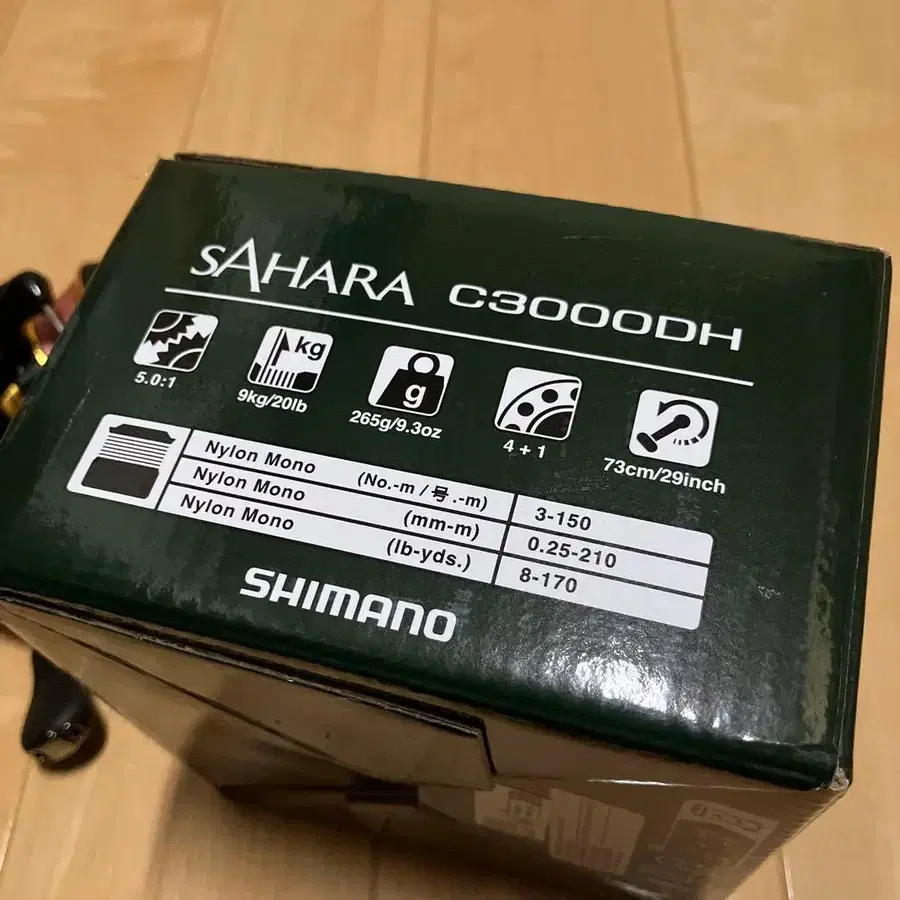 SAHARA C3000DH
kg
g
5.0:1
9kg/20lb
265g/9.3oz
4+1
73cm/29inch
Nylon Mono (No.-m/号.-m) 3-150
Nylon Mono (mm-m) 0.25-210
Nylon Mono (lb-yds.) 8-170
SHIMANO